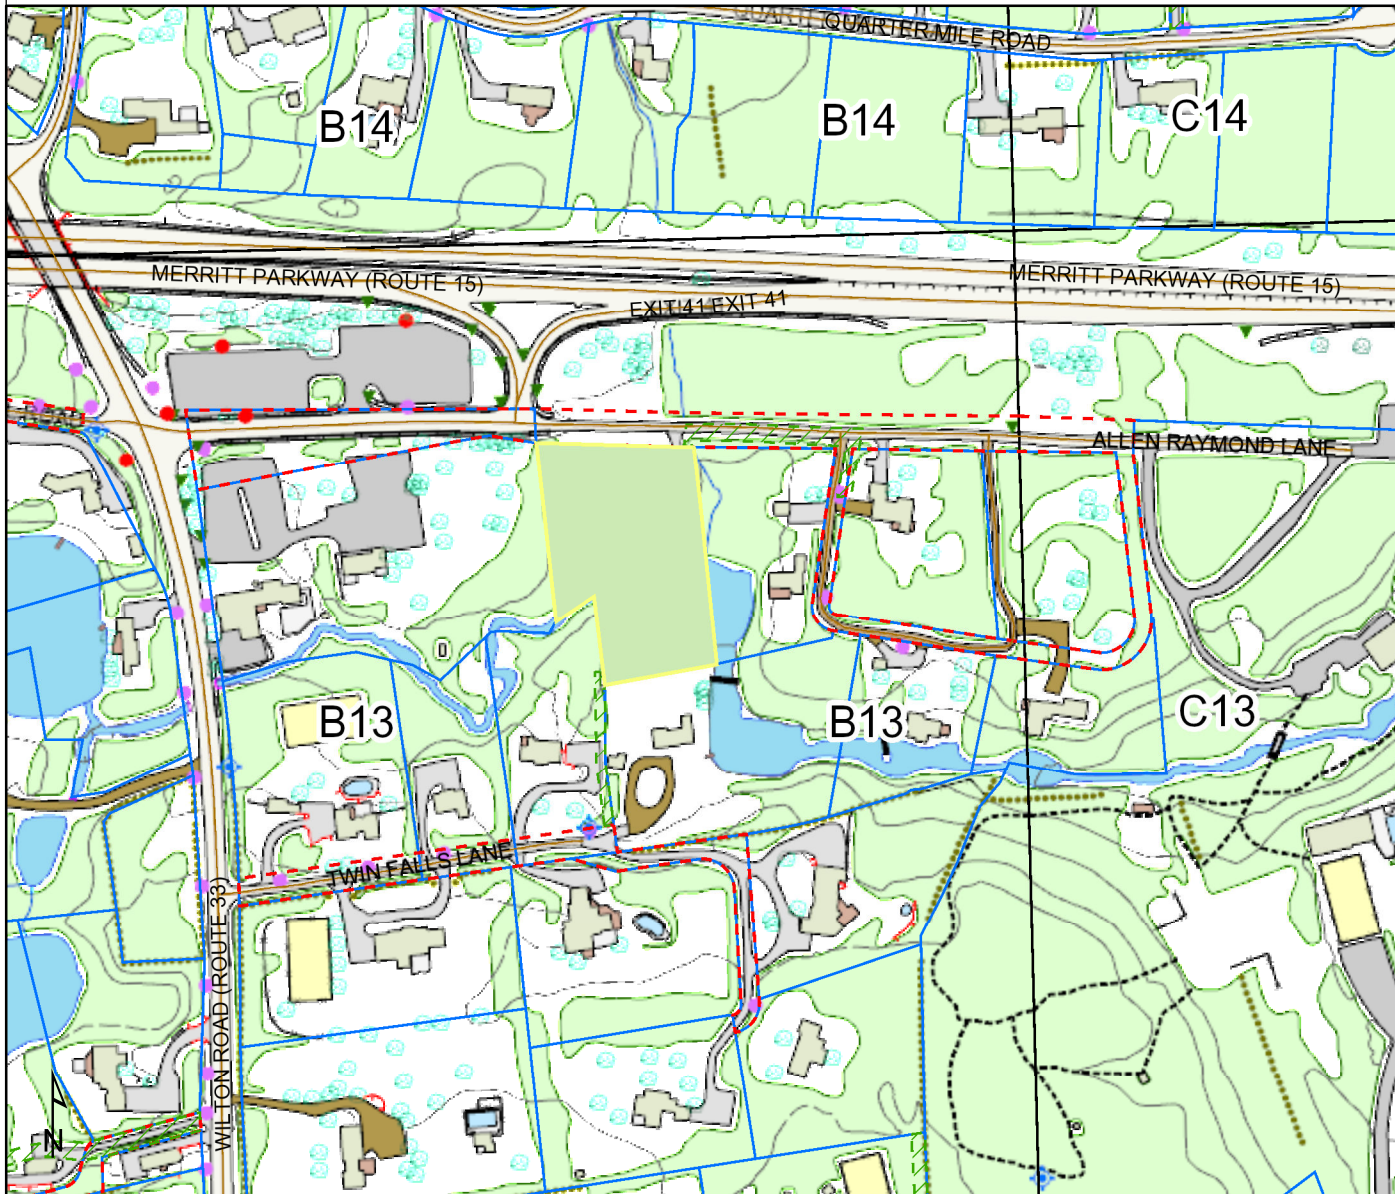 QUARTER MILE ROAD
B14
B14
C14
MERRITT PARKWAY (ROUTE 15)
MERRITT PARKWAY (ROUTE 15)
EXIT 41 EXIT 41
ALLEN RAYMOND LANE
B13
B13
C13
TWIN FALLS LANE
WILTON ROAD (ROUTE 33)
N